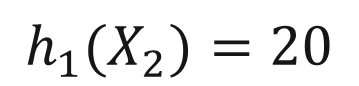 h₁(X₂) = 20